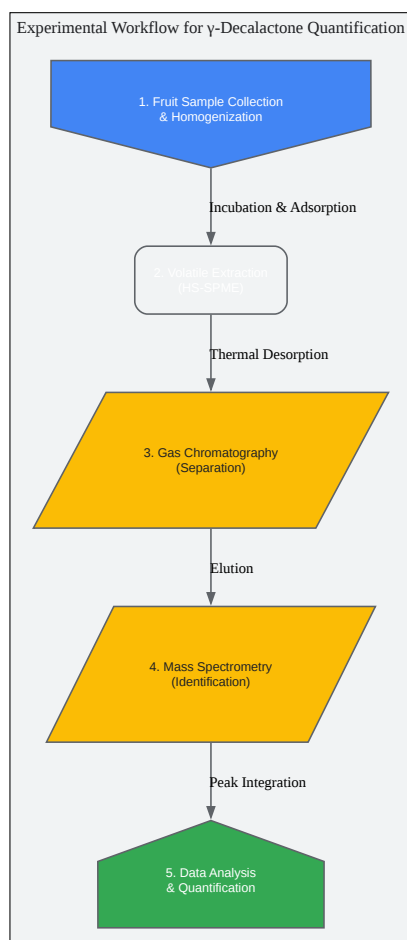 Experimental Workflow for γ-Decalactone Quantification
1. Fruit Sample Collection
& Homogenization
Incubation & Adsorption
2. Volatile Extraction
(HS-SPME)
Thermal Desorption
3. Gas Chromatography
(Separation)
Elution
4. Mass Spectrometry
(Identification)
Peak Integration
5. Data Analysis
& Quantification